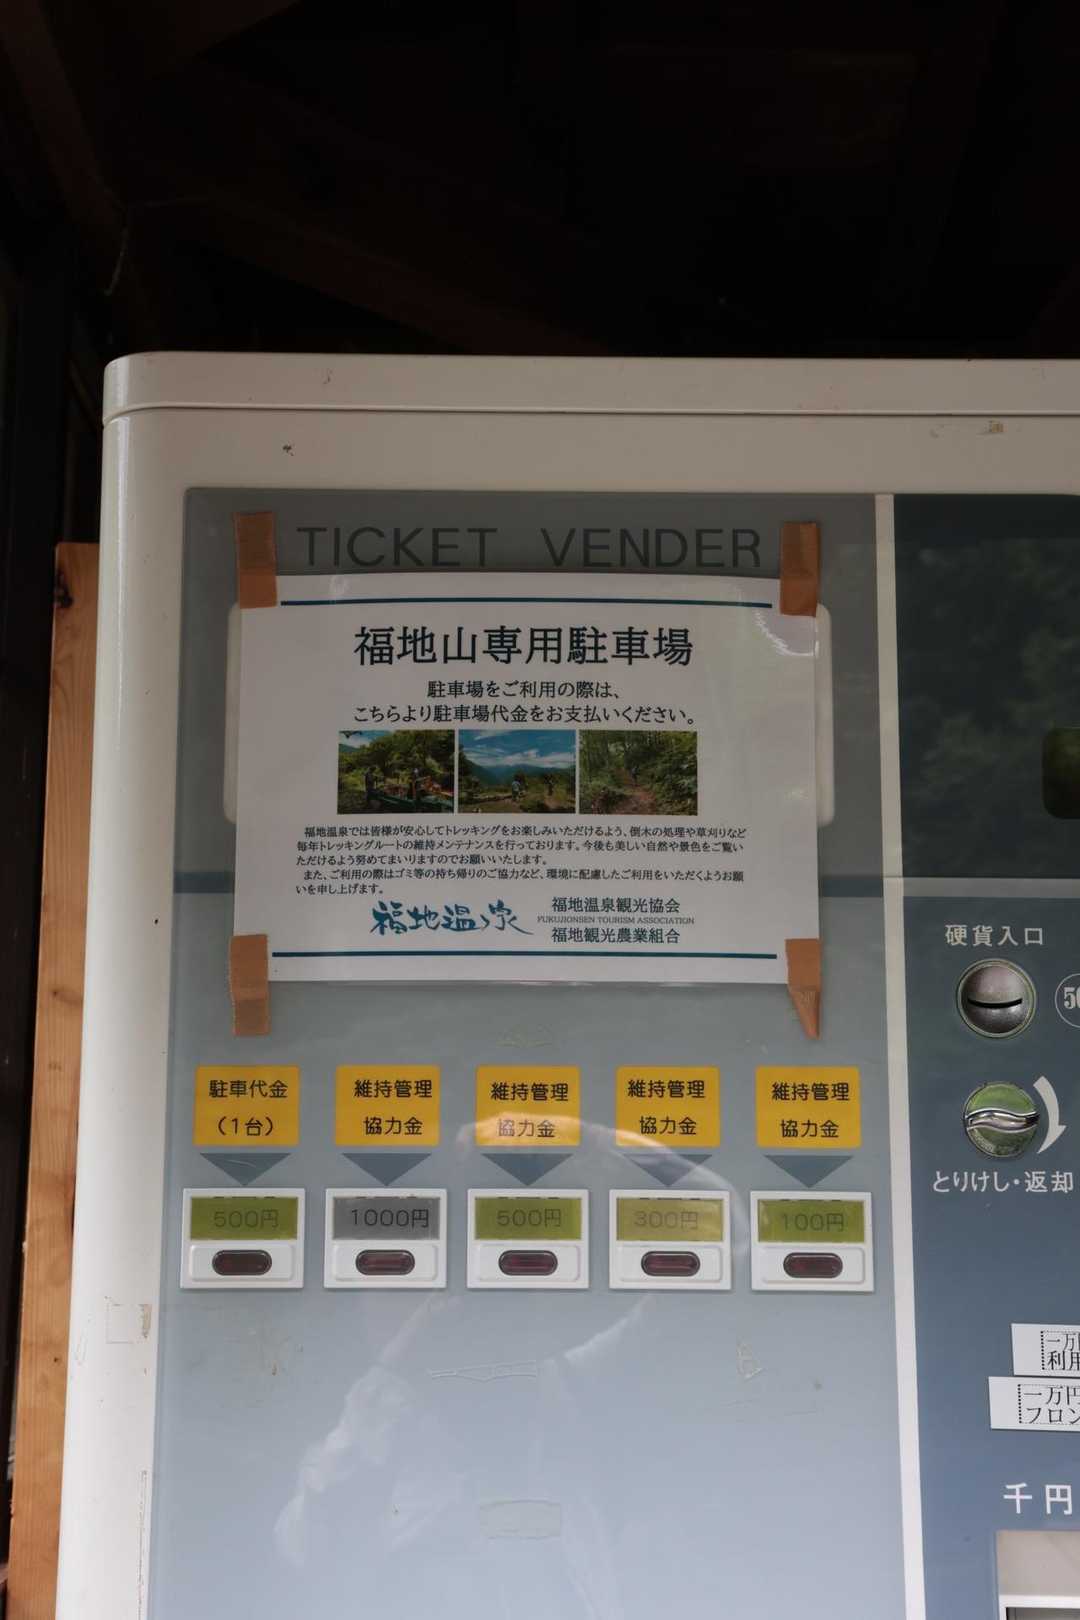 TICKET VENDER
福地山専用駐車場
駐車場をご利用の際は、
こちらより駐車場代金をお支払いください。
福地温泉では皆様が安心してトレッキングをお楽しみいただけるよう、倒木の処理や草刈りなど
毎年トレッキングルートの維持メンテナンスを行っております。今後も美しい自然や景色をご覧い
ただけるよう努めてまいりますのでお願いいたします。
また、ご利用の際はゴミ等の持ち帰りのご協力など、環境に配慮したご利用をいただくようお願
いを申し上げます。
福地温泉
福地温泉観光協会
FUKUJIONSEN TOURISM ASSOCIATION
福地観光農業組合
硬貨入口
50
とりけし・返却
駐車代金
（1台）
維持管理
協力金
維持管理
協力金
維持管理
協力金
維持管理
協力金
500円
1000円
500円
300円
100円
一万
利用
一万円
フロン
千円